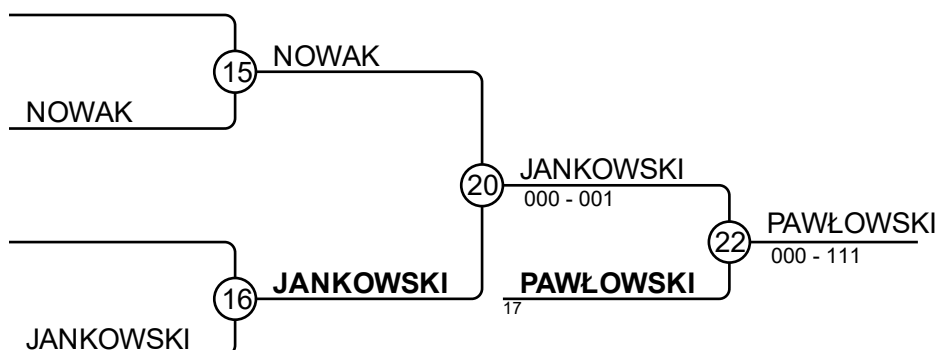 15
NOWAK
NOWAK
20
JANKOWSKI
000 - 001
22
PAWŁOWSKI
000 - 111
16
JANKOWSKI
PAWŁOWSKI
17
JANKOWSKI